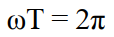 ωT = 2π